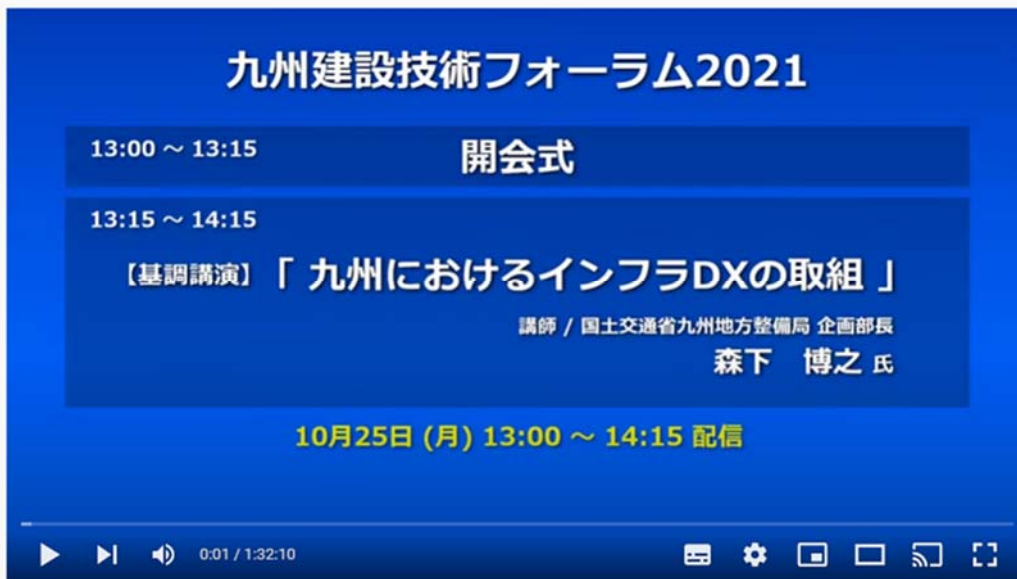 九州建設技術フォーラム2021
13:00 ～ 13:15 開会式
13:15 ～ 14:15
【基調講演】「 九州におけるインフラDXの取組 」
講師 / 国土交通省九州地方整備局 企画部長
森下　博之 氏
10月25日 (月) 13:00 ～ 14:15 配信
0:01 / 1:32:10